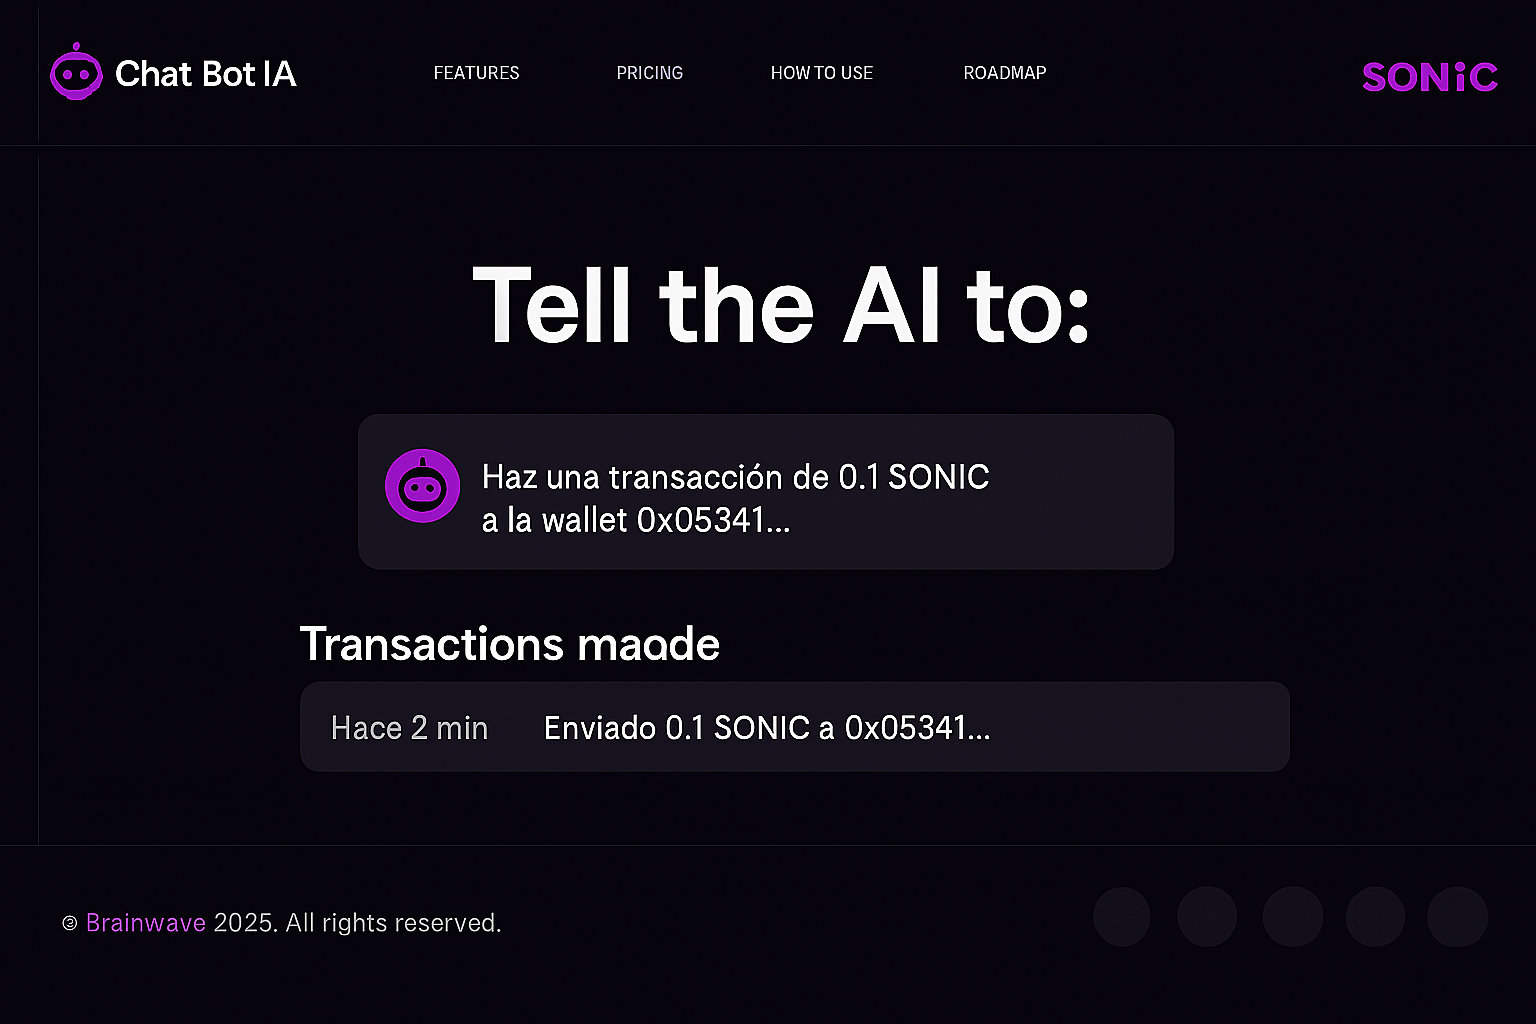 Chat Bot IA
FEATURES
PRICING
HOW TO USE
ROADMAP
SONiC
Tell the AI to:
Haz una transacción de 0.1 SONIC
a la wallet 0x05341...
Transactions maode
Hace 2 min
Enviado 0.1 SONIC a 0x05341...
© Brainwave 2025. All rights reserved.